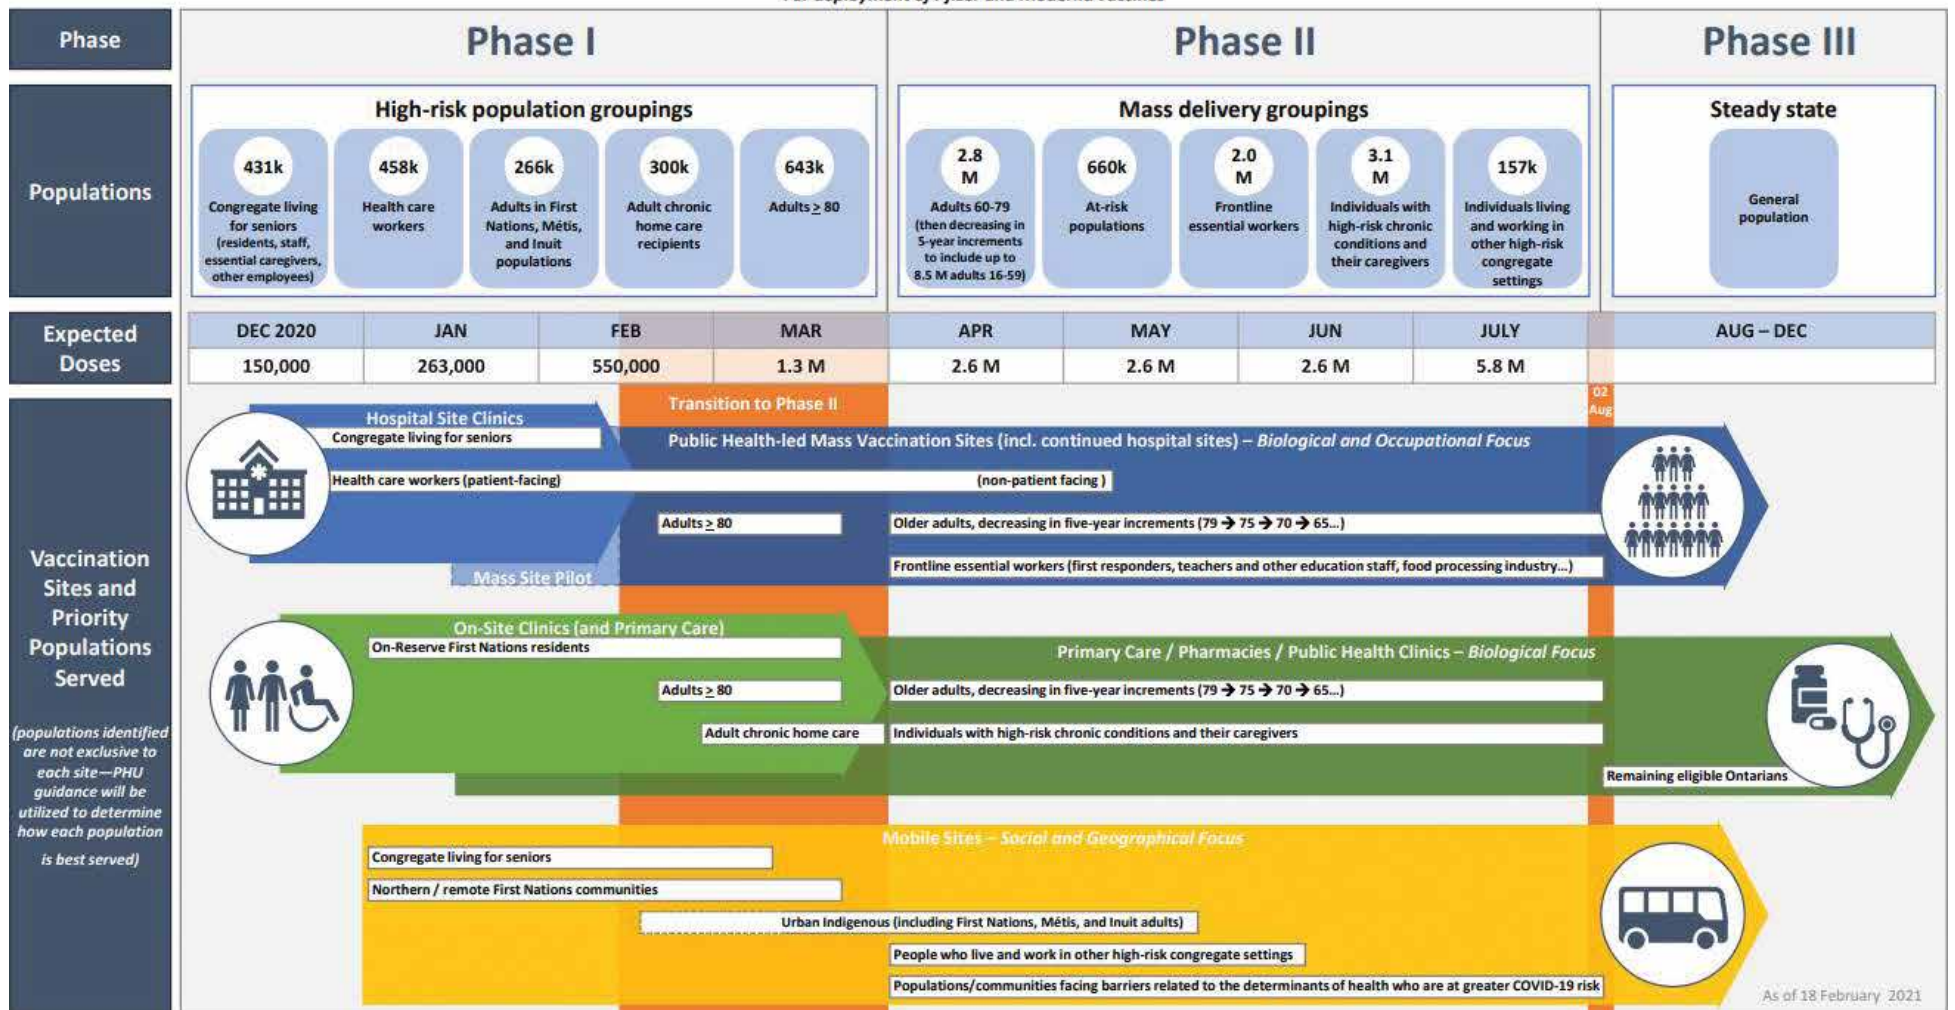 Phase
Phase I
Phase II
Phase III
Populations
High-risk population groupings
431k
Congregate living
for seniors
(residents, staff,
essential caregivers,
other employees)
458k
Health care
workers
266k
Adults in First
Nations, Métis,
and Inuit
populations
300k
Adult chronic
home care
recipients
643k
Adults ≥ 80
Mass delivery groupings
2.8
M
Adults 60-79
(then decreasing in
5-year increments
to include up to
8.5 M adults 16-59)
660k
At-risk
populations
2.0
M
Frontline
essential workers
3.1
M
Individuals with
high-risk chronic
conditions and
their caregivers
157k
Individuals living
and working in
other high-risk
congregate
settings
Steady state
General
population
Expected
Doses
DEC 2020 JAN FEB MAR APR MAY JUN JULY AUG – DEC
150,000 263,000 550,000 1.3 M 2.6 M 2.6 M 2.6 M 5.8 M
Vaccination
Sites and
Priority
Populations
Served
(populations identified
are not exclusive to
each site—PHU
guidance will be
utilized to determine
how each population
is best served)
Transition to Phase II
02
Aug
Hospital Site Clinics
Congregate living for seniors
Public Health-led Mass Vaccination Sites (incl. continued hospital sites) – Biological and Occupational Focus
Health care workers (patient-facing) (non-patient facing )
Adults ≥ 80
Older adults, decreasing in five-year increments (79 → 75 → 70 → 65...)
Frontline essential workers (first responders, teachers and other education staff, food processing industry...)
Mass Site Pilot
On-Site Clinics (and Primary Care)
On-Reserve First Nations residents
Primary Care / Pharmacies / Public Health Clinics – Biological Focus
Adults ≥ 80
Older adults, decreasing in five-year increments (79 → 75 → 70 → 65...)
Adult chronic home care
Individuals with high-risk chronic conditions and their caregivers
Remaining eligible Ontarians
Mobile Sites – Social and Geographical Focus
Congregate living for seniors
Northern / remote First Nations communities
Urban Indigenous (including First Nations, Métis, and Inuit adults)
People who live and work in other high-risk congregate settings
Populations/communities facing barriers related to the determinants of health who are at greater COVID-19 risk
As of 18 February 2021